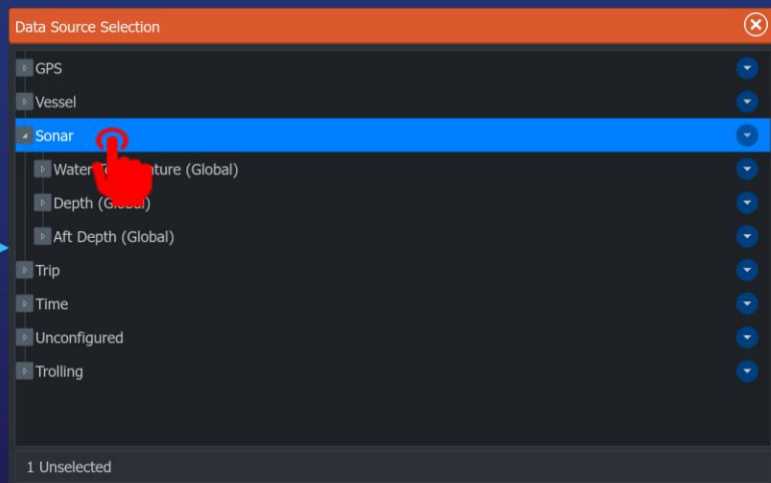 Data Source Selection
GPS
Vessel
Sonar
Water ature (Global)
Depth (G al)
Aft Depth (Global)
Trip
Time
Unconfigured
Trolling
1 Unselected